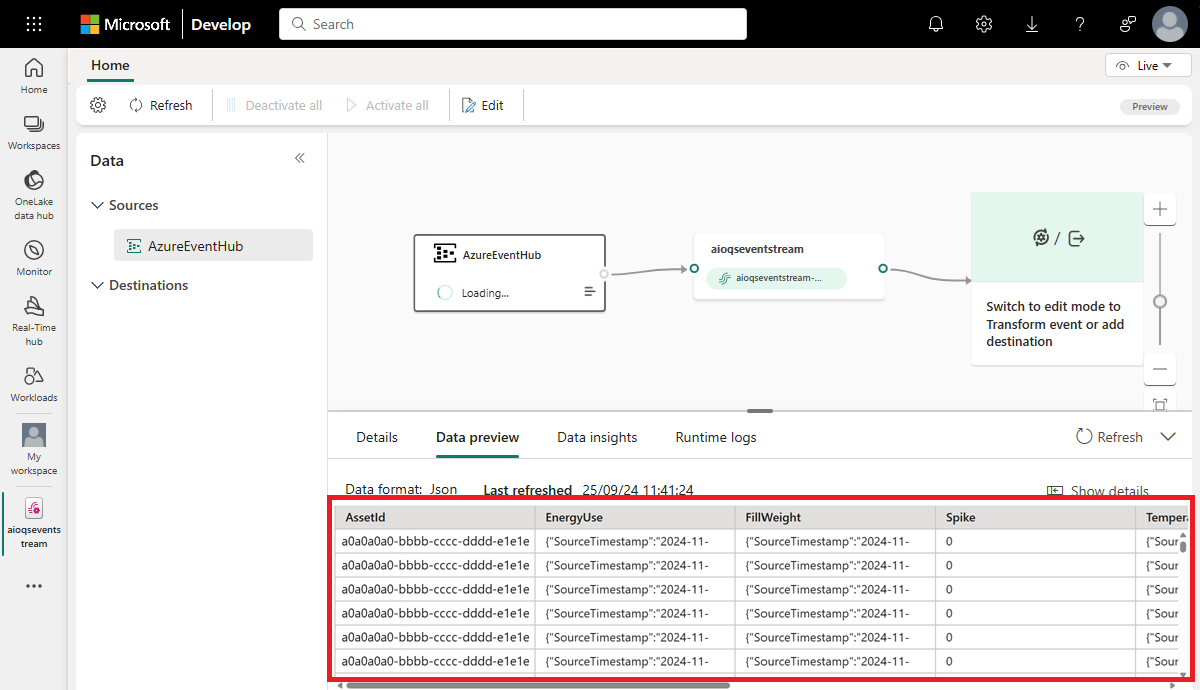 Microsoft Develop Search
Home
Live
Refresh Deactivate all Activate all Edit
Preview
Home
Workspaces
OneLake
data hub
Monitor
Real-Time
hub
Workloads
My
workspace
aioqsevents
tream
Data
Sources
AzureEventHub
Destinations
AzureEventHub
Loading...
aioqseventstream
aioqseventstream-...
/
Switch to edit mode to
Transform event or add
destination
Details Data preview Data insights Runtime logs
Refresh
Data format: Json Last refreshed 25/09/24 11:41:24
Show details
AssetId EnergyUse FillWeight Spike Tempera
a0a0a0a0-bbbb-cccc-dddd-e1e1e {"SourceTimestamp":"2024-11- {"SourceTimestamp":"2024-11- 0 {"Sour
a0a0a0a0-bbbb-cccc-dddd-e1e1e {"SourceTimestamp":"2024-11- {"SourceTimestamp":"2024-11- 0 {"Sour
a0a0a0a0-bbbb-cccc-dddd-e1e1e {"SourceTimestamp":"2024-11- {"SourceTimestamp":"2024-11- 0 {"Sour
a0a0a0a0-bbbb-cccc-dddd-e1e1e {"SourceTimestamp":"2024-11- {"SourceTimestamp":"2024-11- 0 {"Sour
a0a0a0a0-bbbb-cccc-dddd-e1e1e {"SourceTimestamp":"2024-11- {"SourceTimestamp":"2024-11- 0 {"Sour
a0a0a0a0-bbbb-cccc-dddd-e1e1e {"SourceTimestamp":"2024-11- {"SourceTimestamp":"2024-11- 0 {"Sour